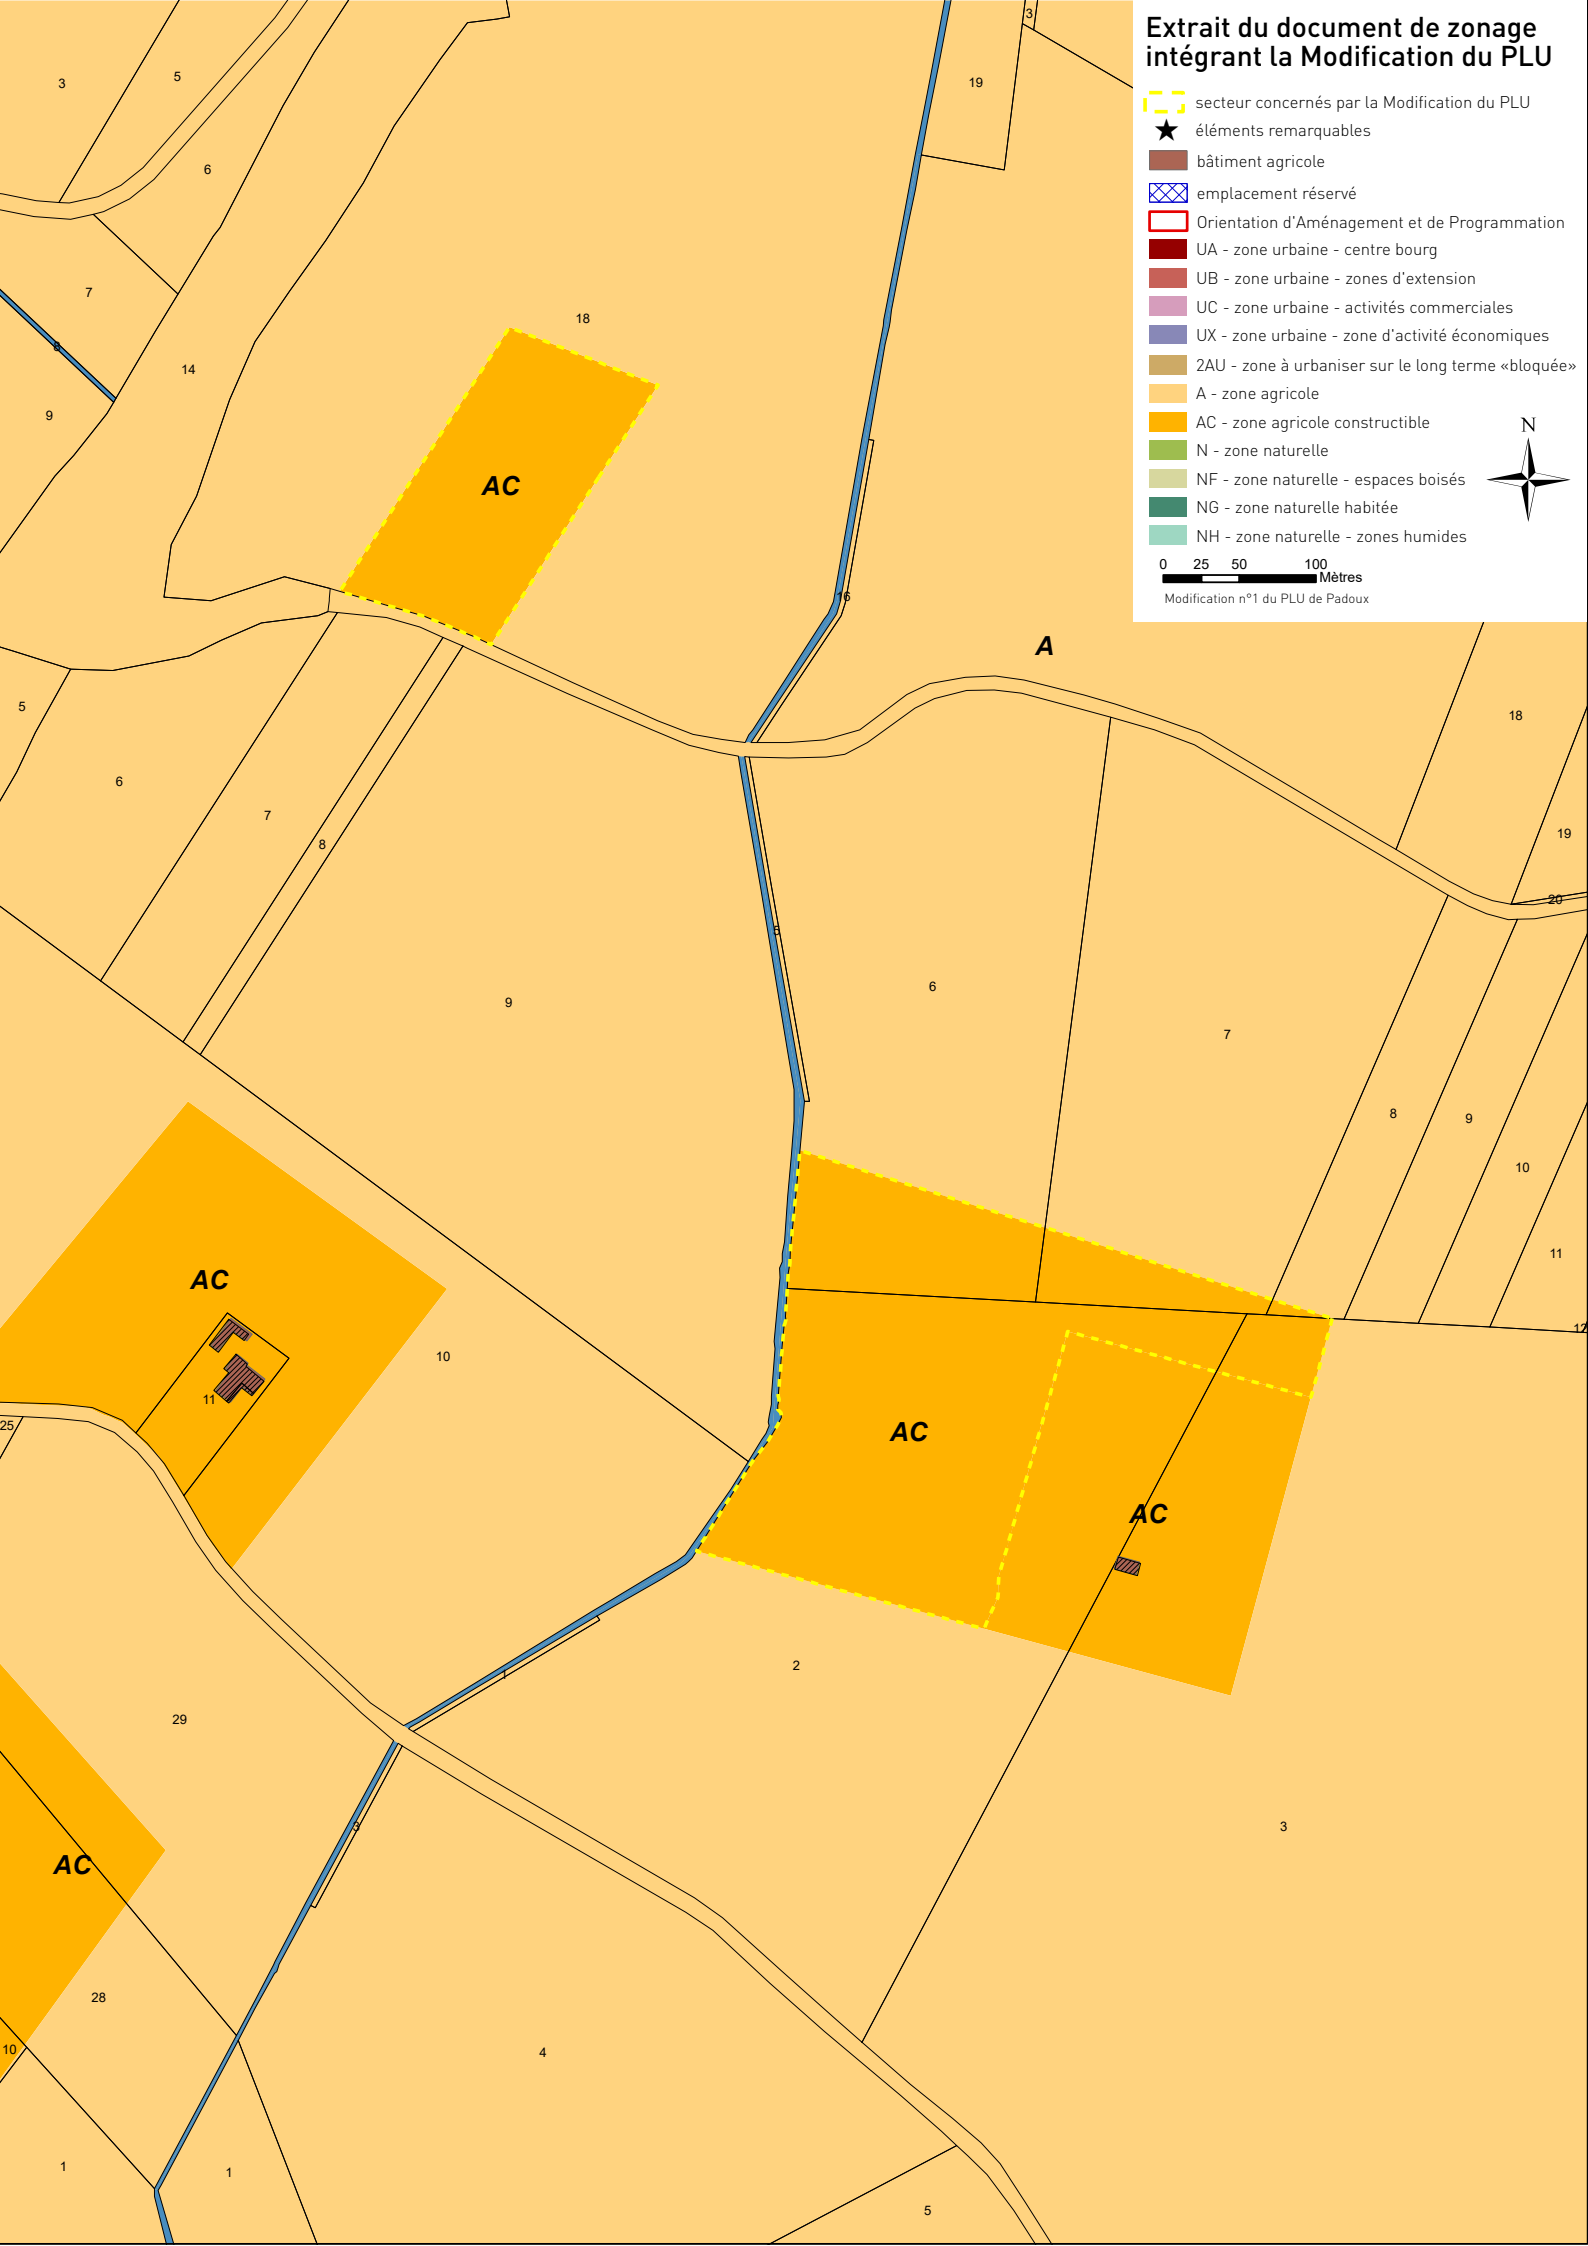 Extrait du document de zonage
intégrant la Modification du PLU
secteur concernés par la Modification du PLU
éléments remarquables
bâtiment agricole
emplacement réservé
Orientation d'Aménagement et de Programmation
UA - zone urbaine - centre bourg
UB - zone urbaine - zones d'extension
UC - zone urbaine - activités commerciales
UX - zone urbaine - zone d'activité économiques
2AU - zone à urbaniser sur le long terme «bloquée»
A - zone agricole
AC - zone agricole constructible
N - zone naturelle
NF - zone naturelle - espaces boisés
NG - zone naturelle habitée
NH - zone naturelle - zones humides
N
0 25 50 100
Mètres
Modification n°1 du PLU de Padoux
3
5
3
19
6
7
18
8
14
9
AC
16
A
5
18
6
7
8
19
20
5
6
9
7
8
9
10
11
AC
12
10
11
25
AC
AC
2
1
29
3
3
AC
28
10
4
1
1
5